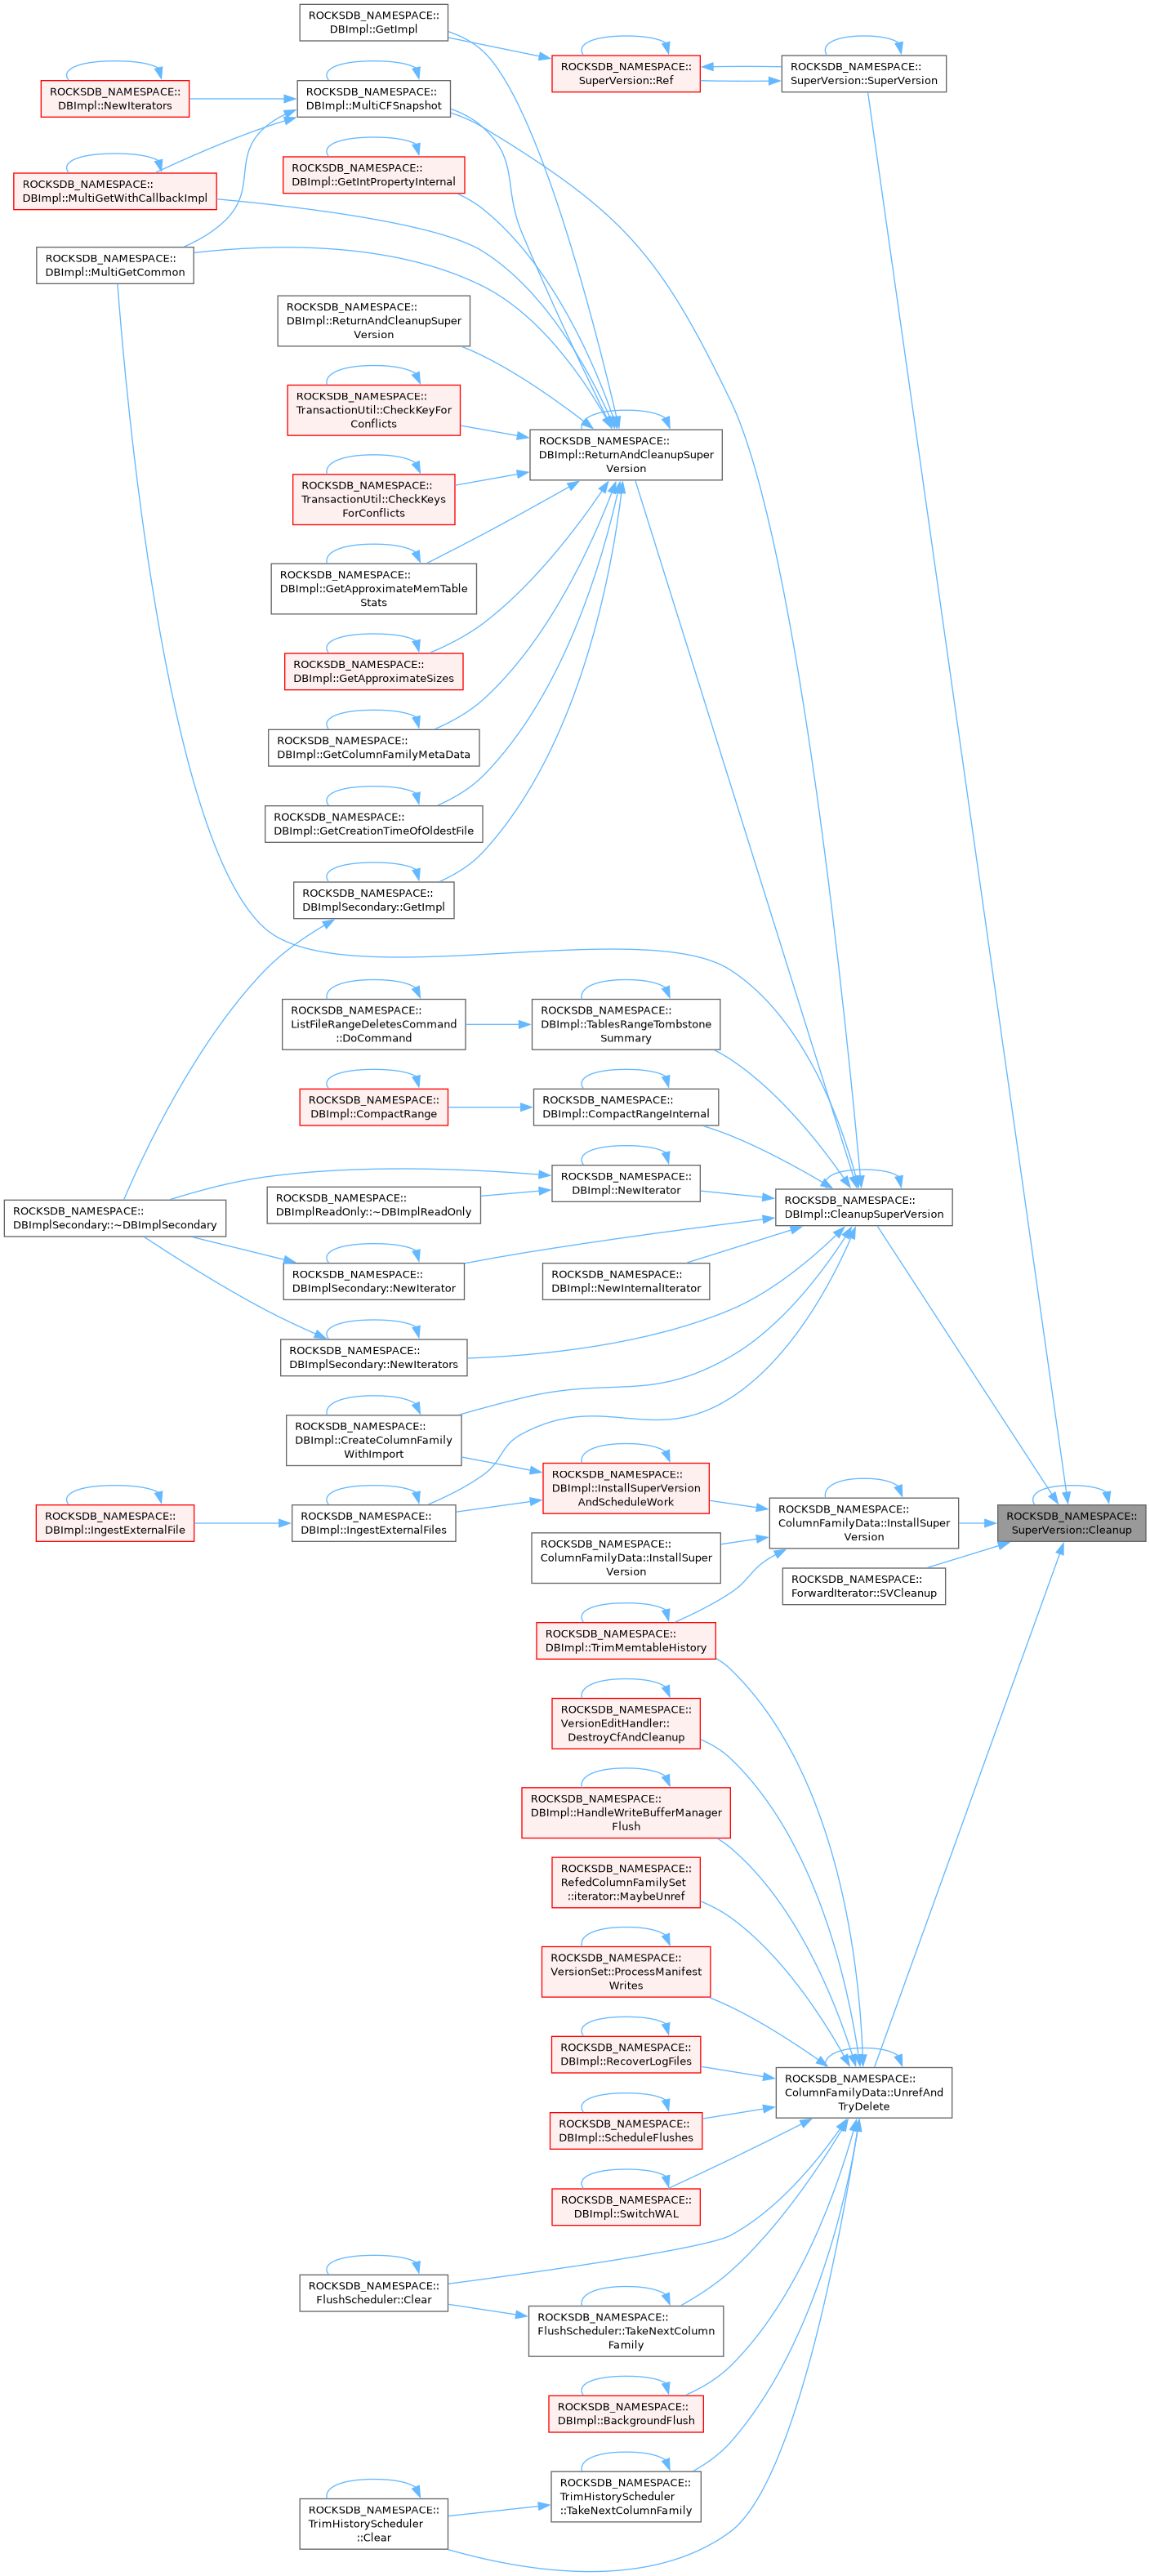 ROCKSDB_NAMESPACE::
DBImpl::GetImpl
ROCKSDB_NAMESPACE::
SuperVersion::Ref
ROCKSDB_NAMESPACE::
SuperVersion::SuperVersion
ROCKSDB_NAMESPACE::
DBImpl::NewIterators
ROCKSDB_NAMESPACE::
DBImpl::MultiCFSnapshot
ROCKSDB_NAMESPACE::
DBImpl::GetIntPropertyInternal
ROCKSDB_NAMESPACE::
DBImpl::MultiGetWithCallbackImpl
ROCKSDB_NAMESPACE::
DBImpl::MultiGetCommon
ROCKSDB_NAMESPACE::
DBImpl::ReturnAndCleanupSuper
Version
ROCKSDB_NAMESPACE::
TransactionUtil::CheckKeyFor
Conflicts
ROCKSDB_NAMESPACE::
DBImpl::ReturnAndCleanupSuper
Version
ROCKSDB_NAMESPACE::
TransactionUtil::CheckKeys
ForConflicts
ROCKSDB_NAMESPACE::
DBImpl::GetApproximateMemTable
Stats
ROCKSDB_NAMESPACE::
DBImpl::GetApproximateSizes
ROCKSDB_NAMESPACE::
DBImpl::GetColumnFamilyMetaData
ROCKSDB_NAMESPACE::
DBImpl::GetCreationTimeOfOldestFile
ROCKSDB_NAMESPACE::
DBImplSecondary::GetImpl
ROCKSDB_NAMESPACE::
ListFileRangeDeletesCommand
::DoCommand
ROCKSDB_NAMESPACE::
DBImpl::TablesRangeTombstone
Summary
ROCKSDB_NAMESPACE::
DBImpl::CompactRange
ROCKSDB_NAMESPACE::
DBImpl::CompactRangeInternal
ROCKSDB_NAMESPACE::
DBImpl::NewIterator
ROCKSDB_NAMESPACE::
DBImplReadOnly::~DBImplReadOnly
ROCKSDB_NAMESPACE::
DBImpl::CleanupSuperVersion
ROCKSDB_NAMESPACE::
DBImplSecondary::~DBImplSecondary
ROCKSDB_NAMESPACE::
DBImplSecondary::NewIterator
ROCKSDB_NAMESPACE::
DBImpl::NewInternalIterator
ROCKSDB_NAMESPACE::
DBImplSecondary::NewIterators
ROCKSDB_NAMESPACE::
DBImpl::CreateColumnFamily
WithImport
ROCKSDB_NAMESPACE::
DBImpl::InstallSuperVersion
AndScheduleWork
ROCKSDB_NAMESPACE::
ColumnFamilyData::InstallSuper
Version
ROCKSDB_NAMESPACE::
SuperVersion::Cleanup
ROCKSDB_NAMESPACE::
DBImpl::IngestExternalFile
ROCKSDB_NAMESPACE::
DBImpl::IngestExternalFiles
ROCKSDB_NAMESPACE::
ColumnFamilyData::InstallSuper
Version
ROCKSDB_NAMESPACE::
ForwardIterator::SVCleanup
ROCKSDB_NAMESPACE::
DBImpl::TrimMemtableHistory
ROCKSDB_NAMESPACE::
VersionEditHandler::
DestroyCfAndCleanup
ROCKSDB_NAMESPACE::
DBImpl::HandleWriteBufferManager
Flush
ROCKSDB_NAMESPACE::
RefedColumnFamilySet
::iterator::MaybeUnref
ROCKSDB_NAMESPACE::
VersionSet::ProcessManifest
Writes
ROCKSDB_NAMESPACE::
DBImpl::RecoverLogFiles
ROCKSDB_NAMESPACE::
ColumnFamilyData::UnrefAnd
TryDelete
ROCKSDB_NAMESPACE::
DBImpl::ScheduleFlushes
ROCKSDB_NAMESPACE::
DBImpl::SwitchWAL
ROCKSDB_NAMESPACE::
FlushScheduler::Clear
ROCKSDB_NAMESPACE::
FlushScheduler::TakeNextColumn
Family
ROCKSDB_NAMESPACE::
DBImpl::BackgroundFlush
ROCKSDB_NAMESPACE::
TrimHistoryScheduler
::TakeNextColumnFamily
ROCKSDB_NAMESPACE::
TrimHistoryScheduler
::Clear